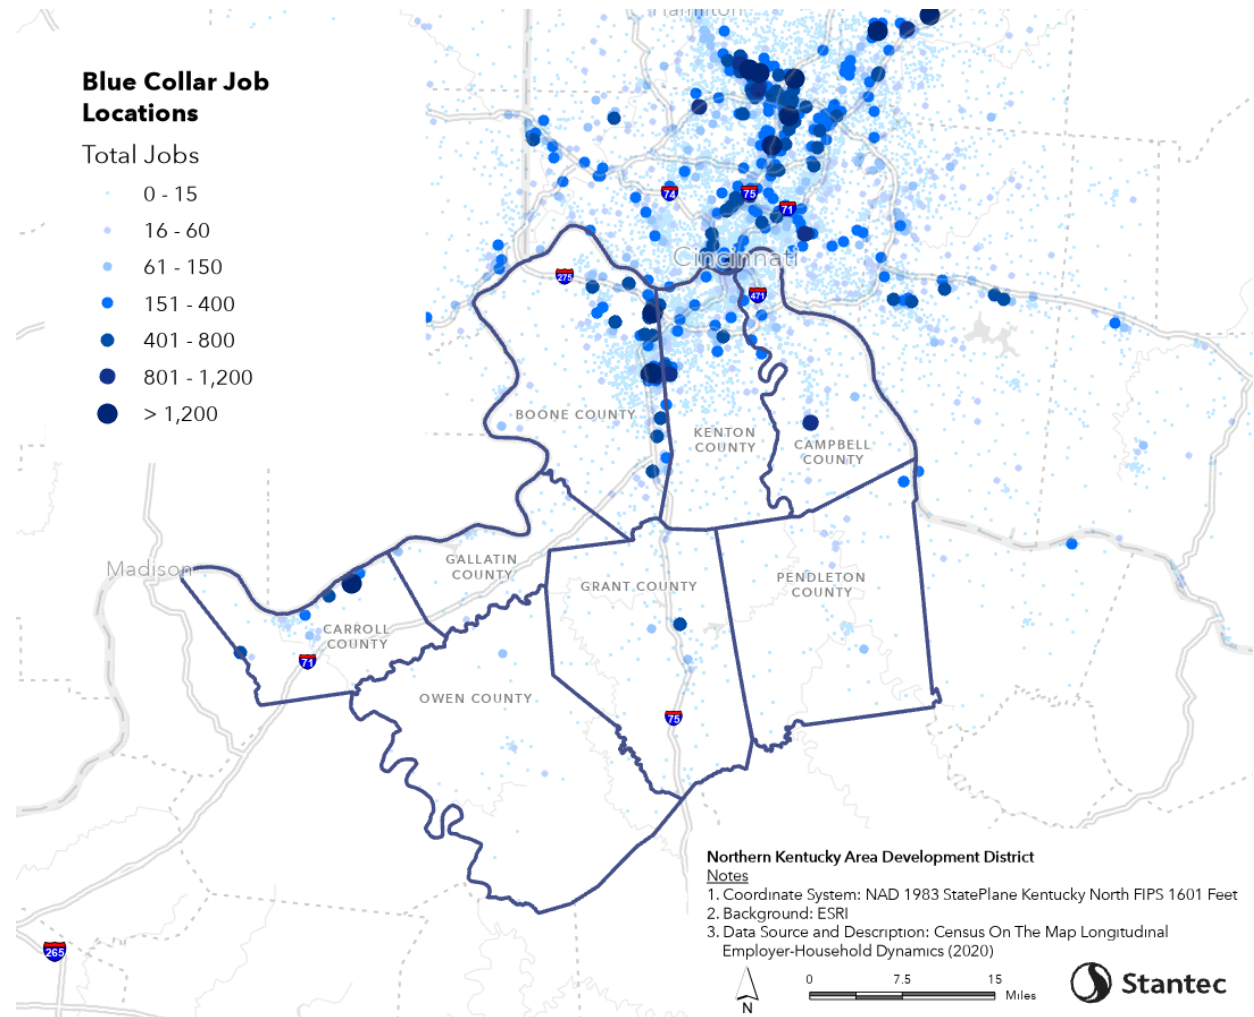 Hamilton
Blue Collar Job
Locations
Total Jobs
0 - 15
16 - 60
61 - 150
151 - 400
401 - 800
801 - 1,200
> 1,200
74
75
71
Cincinnati
275
471
BOONE COUNTY
KENTON
COUNTY
CAMPBELL
COUNTY
Madison
GALLATIN
COUNTY
GRANT COUNTY
PENDLETON
COUNTY
CARROLL
COUNTY
71
OWEN COUNTY
75
Northern Kentucky Area Development District
Notes
1. Coordinate System: NAD 1983 StatePlane Kentucky North FIPS 1601 Feet
2. Background: ESRI
3. Data Source and Description: Census On The Map Longitudinal
Employer-Household Dynamics (2020)
265
0 7.5 15
Miles
N
Stantec